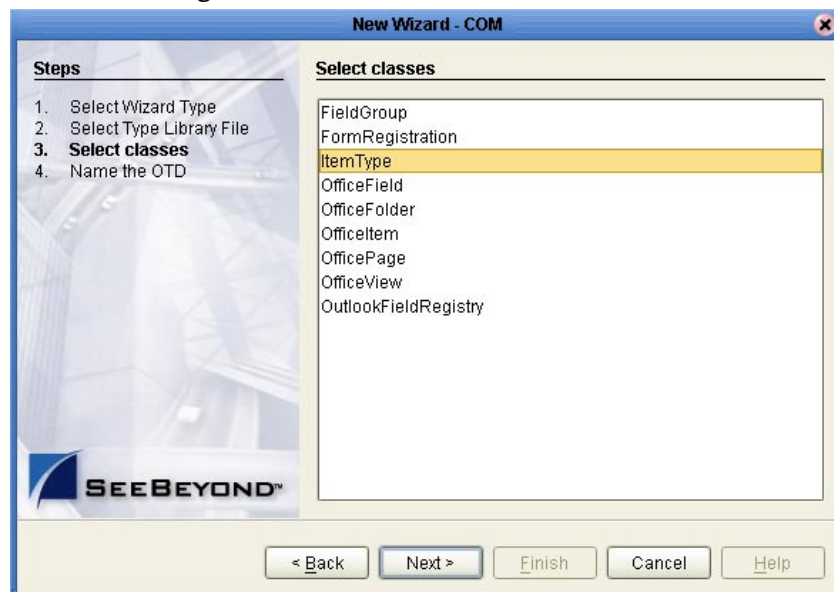 New Wizard - COM
Steps
1. Select Wizard Type
2. Select Type Library File
3. Select classes
4. Name the OTD
Select classes
FieldGroup
FormRegistration
ItemType
OfficeField
OfficeFolder
OfficeItem
OfficePage
OfficeView
OutlookFieldRegistry
SEEBEYOND™
< Back Next > Finish Cancel Help